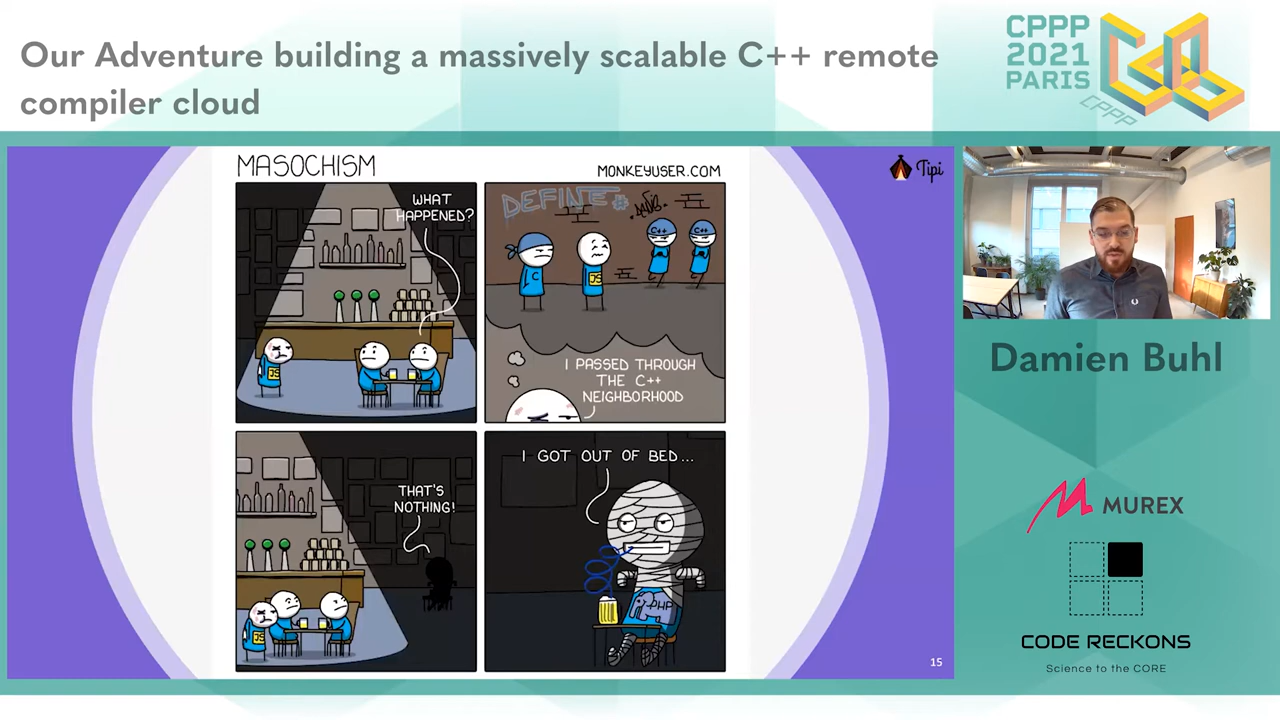 Our Adventure building a massively scalable C++ remote
compiler cloud
CPPP
2021
PARIS
CPPP
MASOCHISM
MONKEYUSER.COM
Tipi
WHAT
HAPPENED?
JS
DEFINE #
C
JS
C++
C++
I PASSED THROUGH
THE C++
NEIGHBORHOOD
THAT'S
NOTHING!
JS
I GOT OUT OF BED...
PHP
15
Damien Buhl
MUREX
CODE RECKONS
Science to the CORE